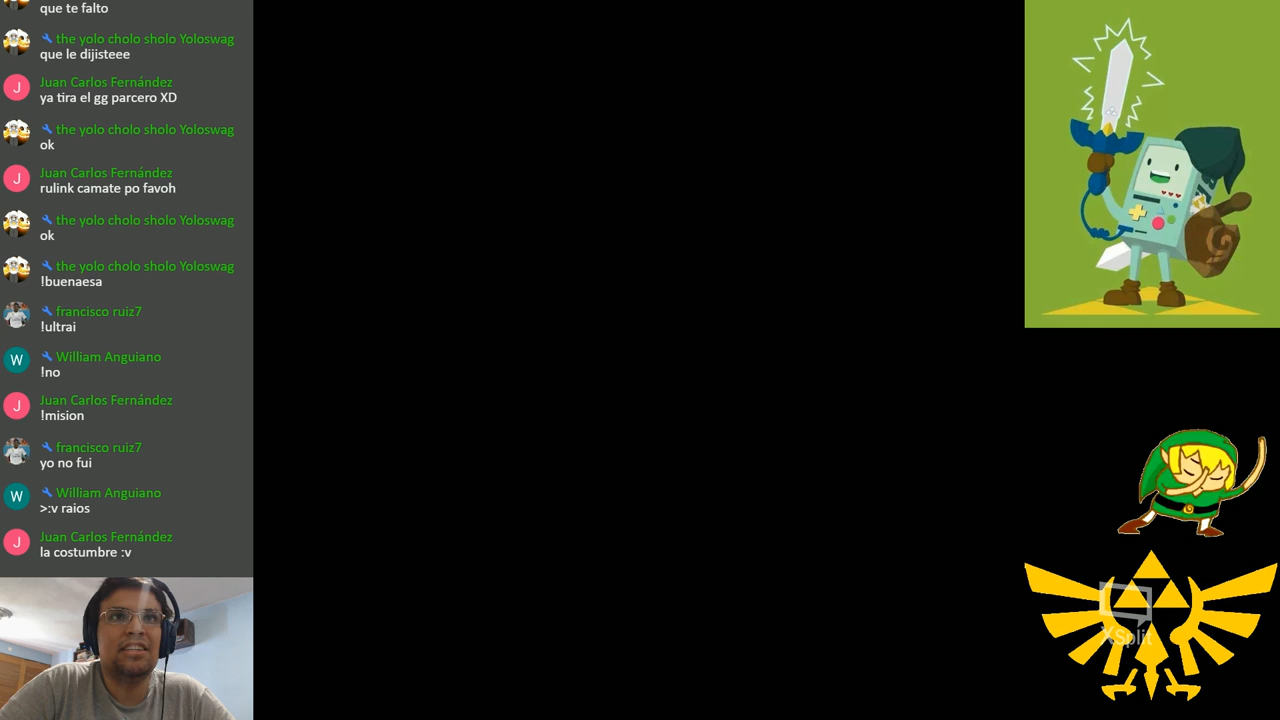 que te falto
the yolo cholo sholo Yoloswag
que le dijisteee
Juan Carlos Fernández
ya tira el gg parcero XD
the yolo cholo sholo Yoloswag
ok
Juan Carlos Fernández
rulink camate po favoh
the yolo cholo sholo Yoloswag
ok
the yolo cholo sholo Yoloswag
!buenaesa
francisco ruiz7
!ultrai
William Anguiano
!no
Juan Carlos Fernández
!mision
francisco ruiz7
yo no fui
William Anguiano
>:v raios
Juan Carlos Fernández
la costumbre :v
J
J
W
J
W
J
XSplit